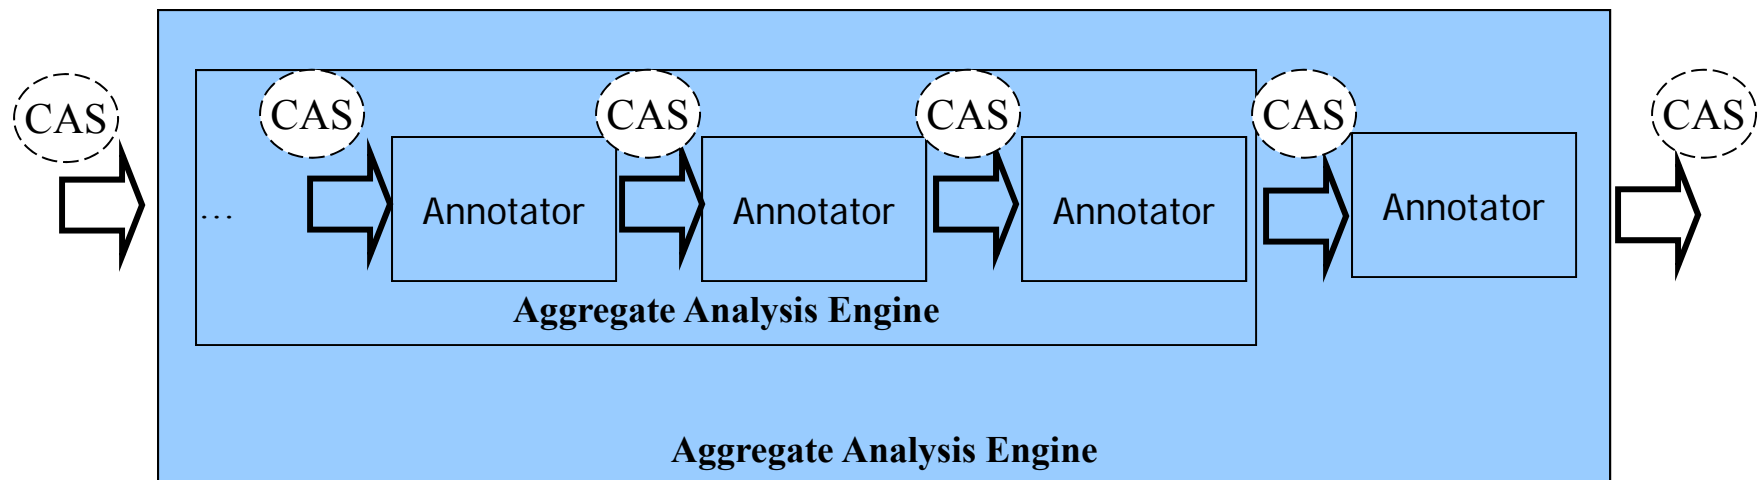 CAS CAS CAS CAS CAS CAS
... Annotator Annotator Annotator Annotator
Aggregate Analysis Engine
Aggregate Analysis Engine